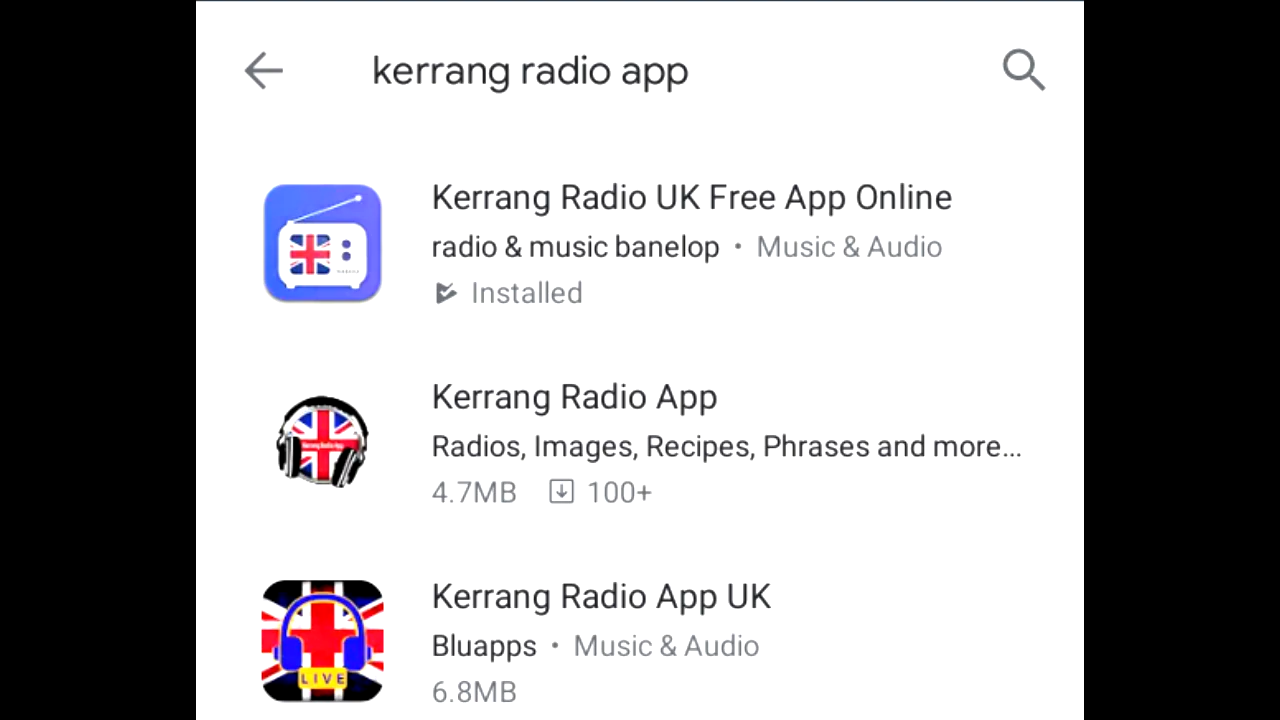 kerrang radio app
Kerrang Radio UK Free App Online
radio & music banelop • Music & Audio
Installed
Kerrang Radio App
Radios, Images, Recipes, Phrases and more...
4.7MB 100+
Kerrang Radio App UK
LIVE
Bluapps • Music & Audio
6.8MB